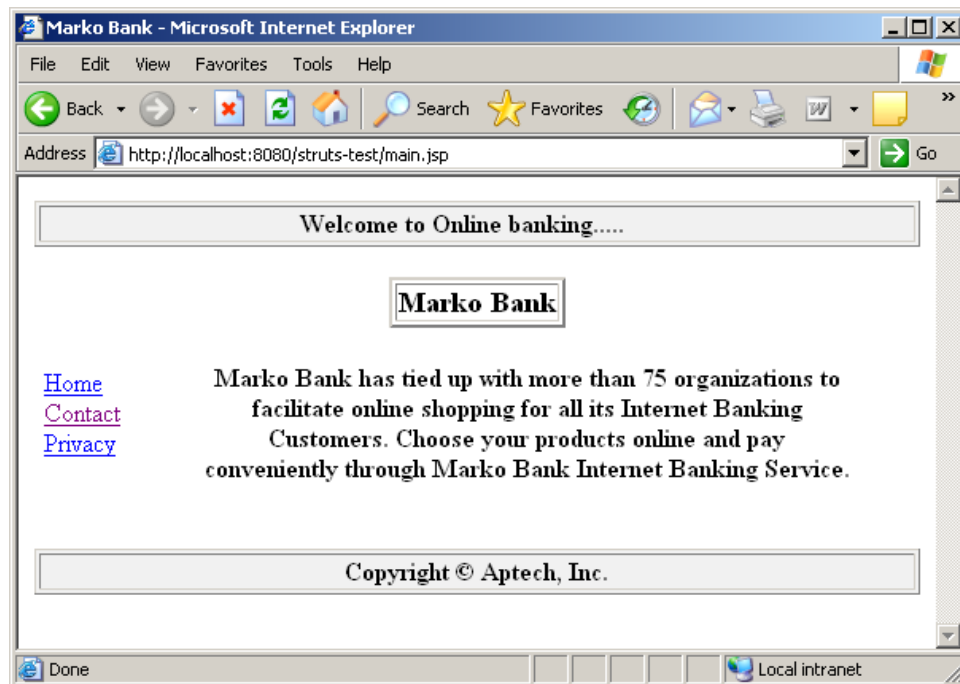 Marko Bank - Microsoft Internet Explorer
File Edit View Favorites Tools Help
Back Search Favorites W »
Address http://localhost:8080/struts-test/main.jsp Go
Welcome to Online banking.....
Marko Bank
Home
Contact
Privacy
Marko Bank has tied up with more than 75 organizations to
facilitate online shopping for all its Internet Banking
Customers. Choose your products online and pay
conveniently through Marko Bank Internet Banking Service.
Copyright © Aptech, Inc.
Done Local intranet